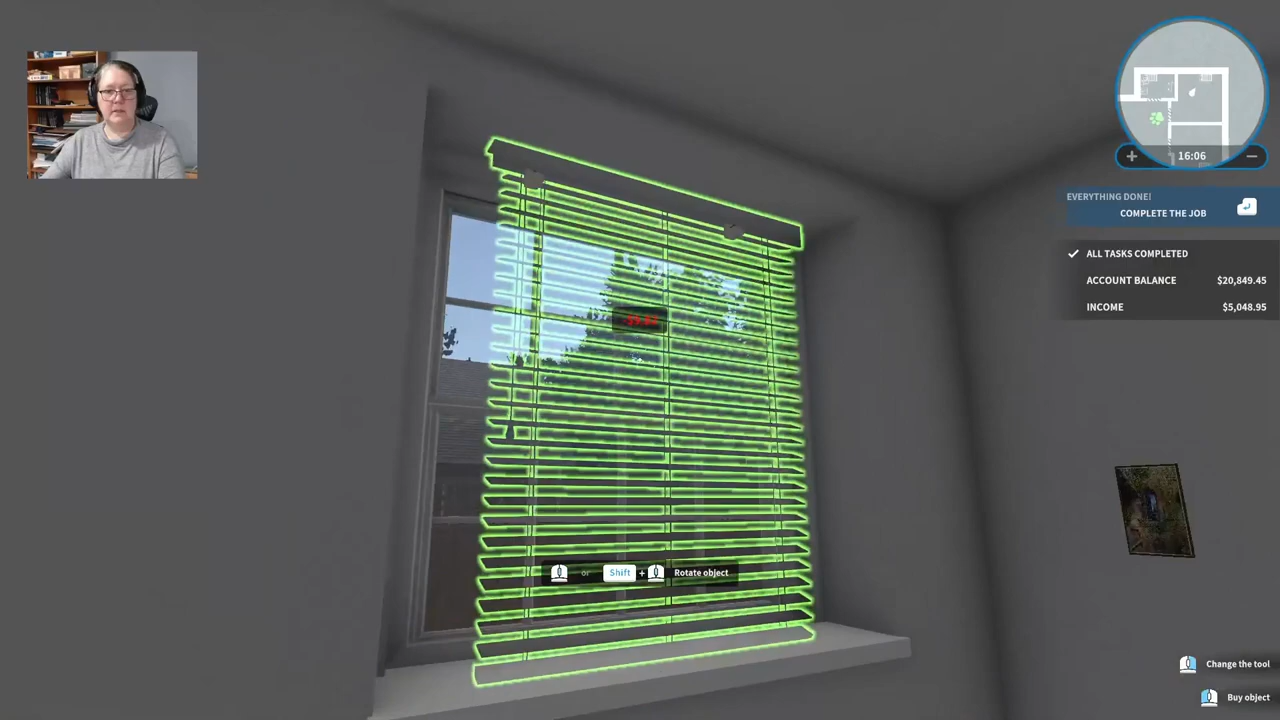 16:06
EVERYTHING DONE!
COMPLETE THE JOB
ALL TASKS COMPLETED
ACCOUNT BALANCE $20,849.45
INCOME $5,048.95
or Shift + Rotate object
Change the tool
Buy object